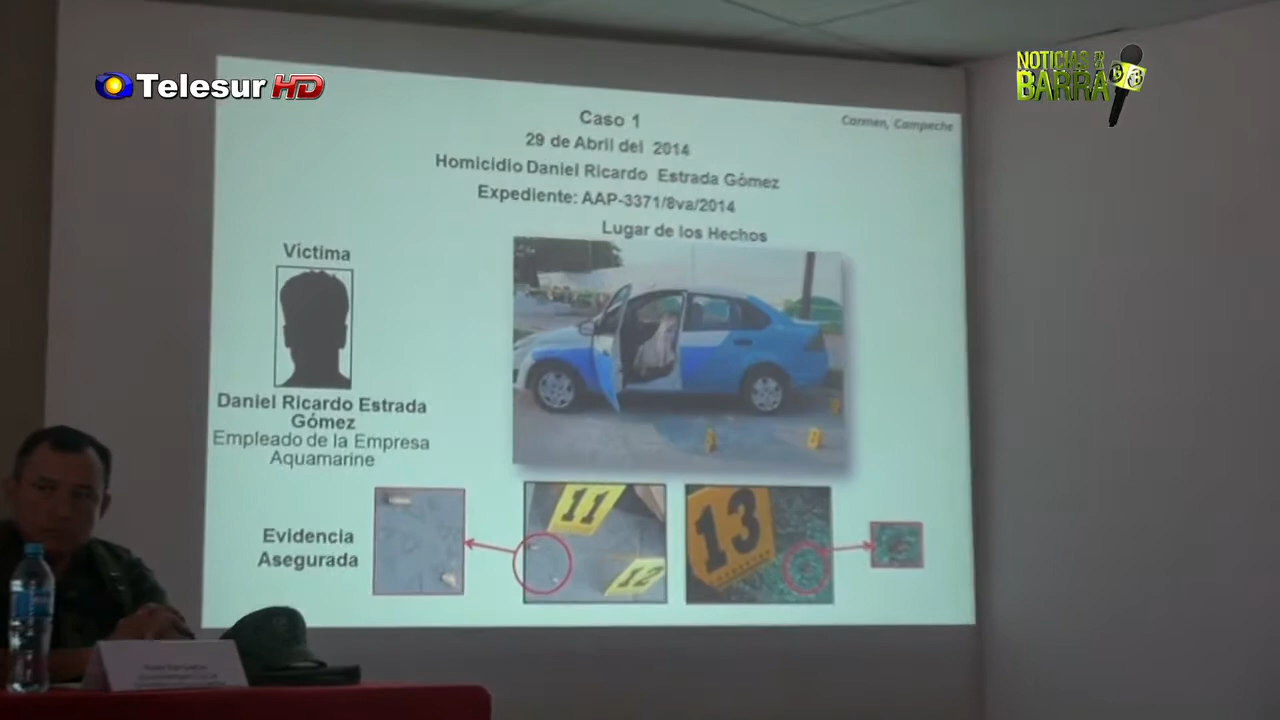 Telesur HD
NOTICIAS X
BARRA
Carmen, Campeche
Caso 1
29 de Abril del 2014
Homicidio Daniel Ricardo Estrada Gómez
Expediente: AAP-3371/8va/2014
Lugar de los Hechos
Víctima
Daniel Ricardo Estrada
Gómez
Empleado de la Empresa
Aquamarine
Evidencia
Asegurada
11
12
13